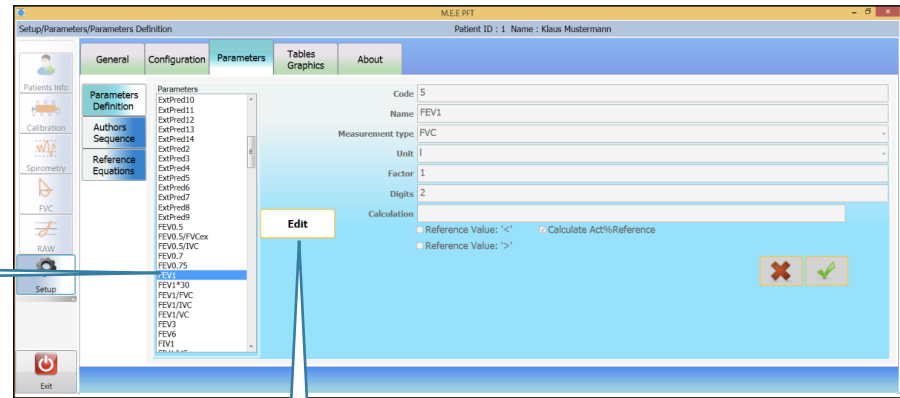 M.E.E PFT
Setup/Parameters/Parameters Definition
Patient ID : 1 Name : Klaus Mustermann
General
Configuration
Parameters
Tables
Graphics
About
Patients Info
Calibration
Spirometry
FVC
RAW
Setup
Exit
Parameters
Definition
Authors
Sequence
Reference
Equations
Parameters
ExtPred10
ExtPred11
ExtPred12
ExtPred13
ExtPred14
ExtPred2
ExtPred3
ExtPred4
ExtPred5
ExtPred6
ExtPred7
ExtPred8
ExtPred9
FEV0.5
FEV0.5/FVCex
FEV0.5/IVC
FEV0.7
FEV0.75
FEV1
FEV1*30
FEV1/FVC
FEV1/IVC
FEV1/VC
FEV3
FEV6
FIV1
Edit
Code 5
Name FEV1
Measurement type FVC
Unit l
Factor 1
Digits 2
Calculation
Reference Value: '<' Calculate Act%Reference
Reference Value: '>'